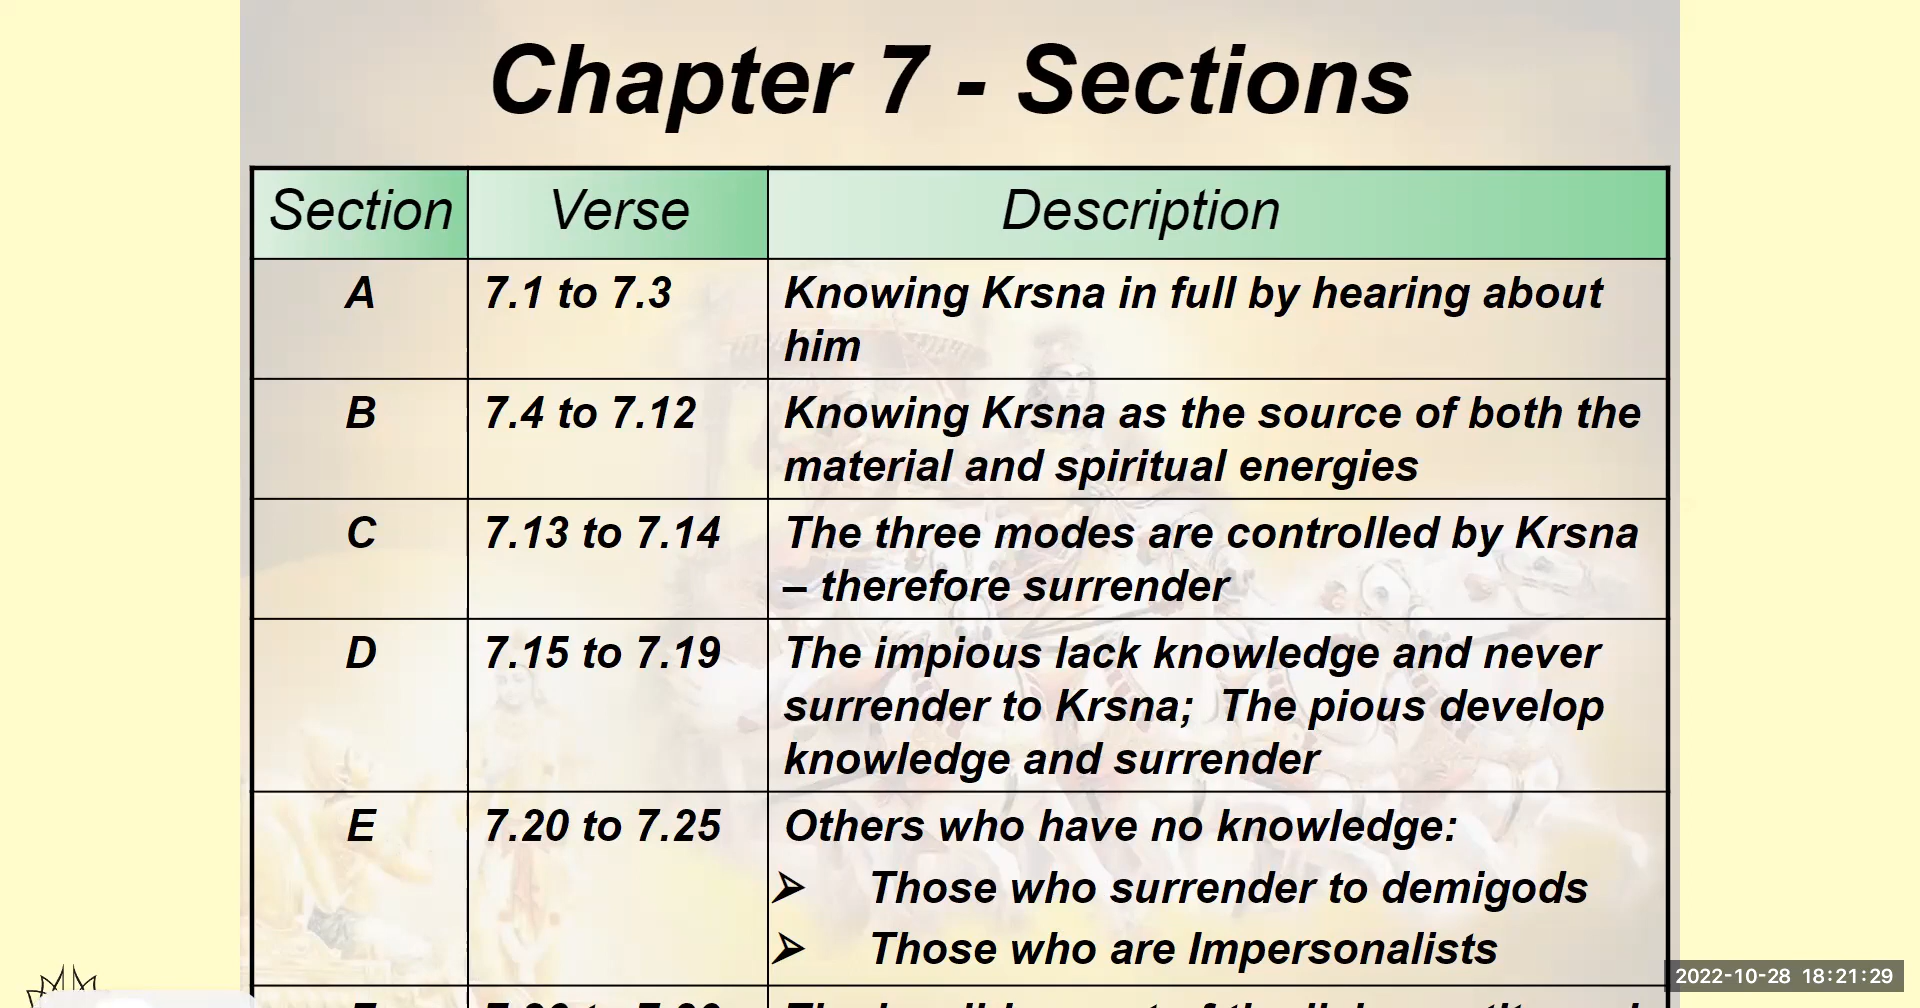 Chapter 7 - Sections
Section Verse Description
A 7.1 to 7.3 Knowing Krsna in full by hearing about
him
B 7.4 to 7.12 Knowing Krsna as the source of both the
material and spiritual energies
C 7.13 to 7.14 The three modes are controlled by Krsna
– therefore surrender
D 7.15 to 7.19 The impious lack knowledge and never
surrender to Krsna; The pious develop
knowledge and surrender
E 7.20 to 7.25 Others who have no knowledge:
➢ Those who surrender to demigods
➢ Those who are Impersonalists
2022-10-28 18:21:29